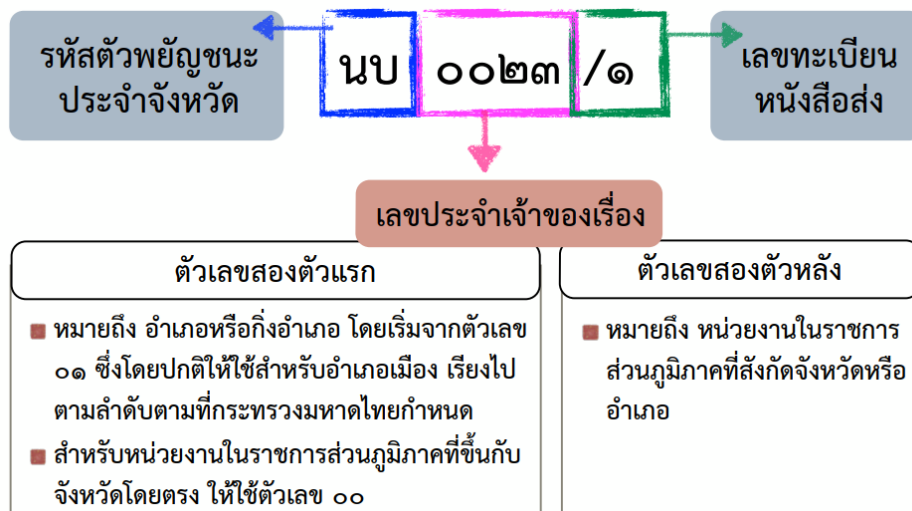 รหัสตัวพยัญชนะ
ประจำจังหวัด
นบ ๐๐๒๓ /๑
เลขทะเบียน
หนังสือส่ง
เลขประจำเจ้าของเรื่อง
ตัวเลขสองตัวแรก
หมายถึง อำเภอหรือกิ่งอำเภอ โดยเริ่มจากตัวเลข
๐๑ ซึ่งโดยปกติให้ใช้สำหรับอำเภอเมือง เรียงไป
ตามลำดับตามที่กระทรวงมหาดไทยกำหนด
สำหรับหน่วยงานในราชการส่วนภูมิภาคที่ขึ้นกับ
จังหวัดโดยตรง ให้ใช้ตัวเลข ๐๐
ตัวเลขสองตัวหลัง
หมายถึง หน่วยงานในราชการ
ส่วนภูมิภาคที่สังกัดจังหวัดหรือ
อำเภอ